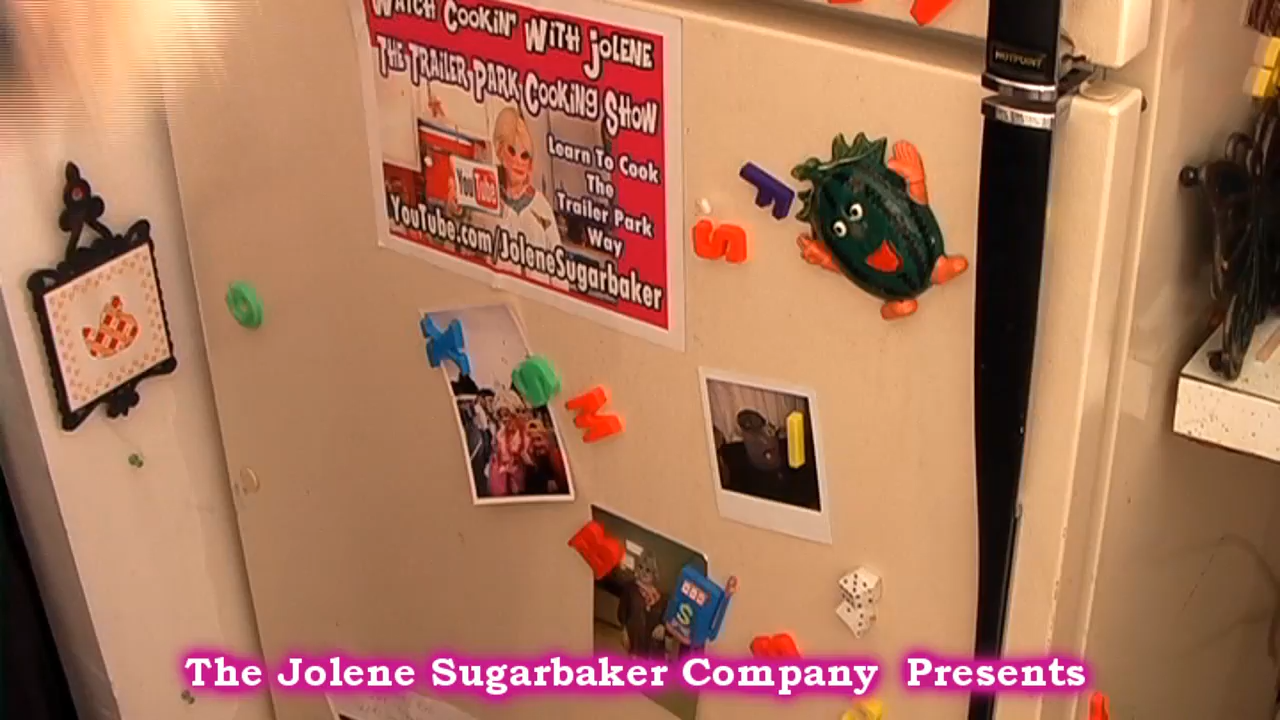 HOTPOINT
WATCH COOKIN' WITH JOLENE
THE TRAILER PARK COOKING SHOW
Learn To Cook
The
Trailer Park
Way
YouTube
YouTube.com/JoleneSugarbaker
F
S
X
M
$
The Jolene Sugarbaker Company Presents